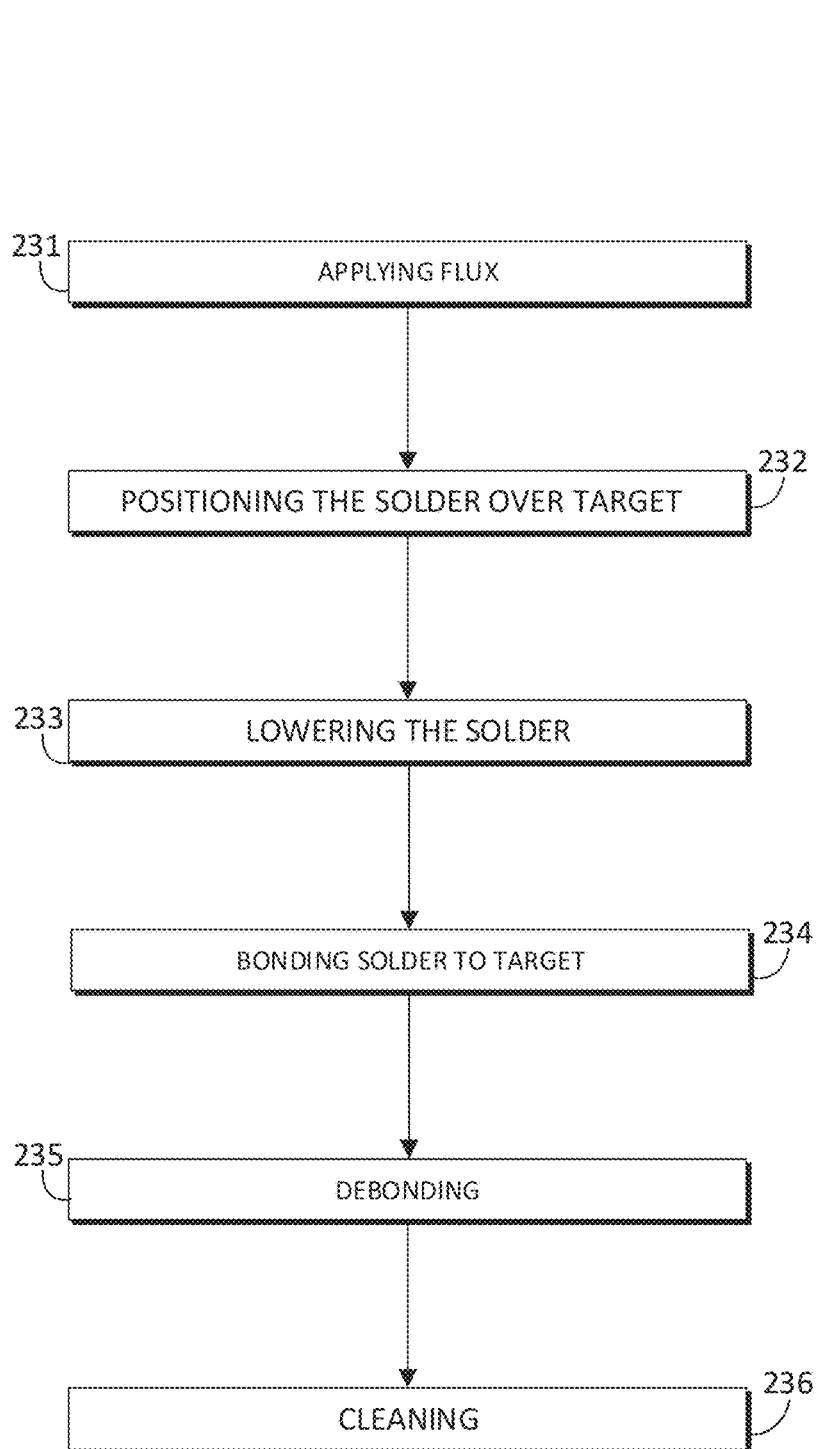 231
APPLYING FLUX
232
POSITIONING THE SOLDER OVER TARGET
233
LOWERING THE SOLDER
234
BONDING SOLDER TO TARGET
235
DEBONDING
236
CLEANING